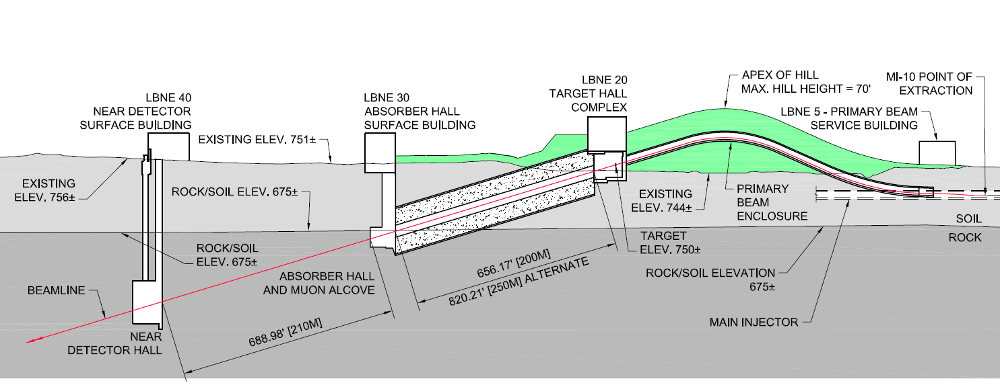 LBNE 40
NEAR DETECTOR
SURFACE BUILDING
LBNE 30
ABSORBER HALL
SURFACE BUILDING
LBNE 20
TARGET HALL
COMPLEX
APEX OF HILL
MAX. HILL HEIGHT = 70'
MI-10 POINT OF
EXTRACTION
LBNE 5 - PRIMARY BEAM
SERVICE BUILDING
EXISTING ELEV. 751±
EXISTING
ELEV. 756±
ROCK/SOIL ELEV. 675±
EXISTING
ELEV. 744±
PRIMARY
BEAM
ENCLOSURE
SOIL
ROCK
ROCK/SOIL
ELEV. 675±
TARGET
ELEV. 750±
656.17' [200M]
820.21' [250M] ALTERNATE
ROCK/SOIL ELEVATION
675±
BEAMLINE
ABSORBER HALL
AND MUON ALCOVE
MAIN INJECTOR
688.98' [210M]
NEAR
DETECTOR HALL